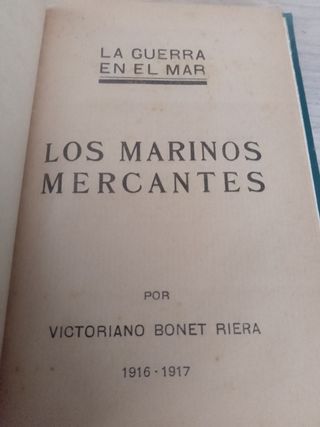 LA GUERRA
EN EL MAR
LOS MARINOS
MERCANTES
POR
VICTORIANO BONET RIERA
1916-1917